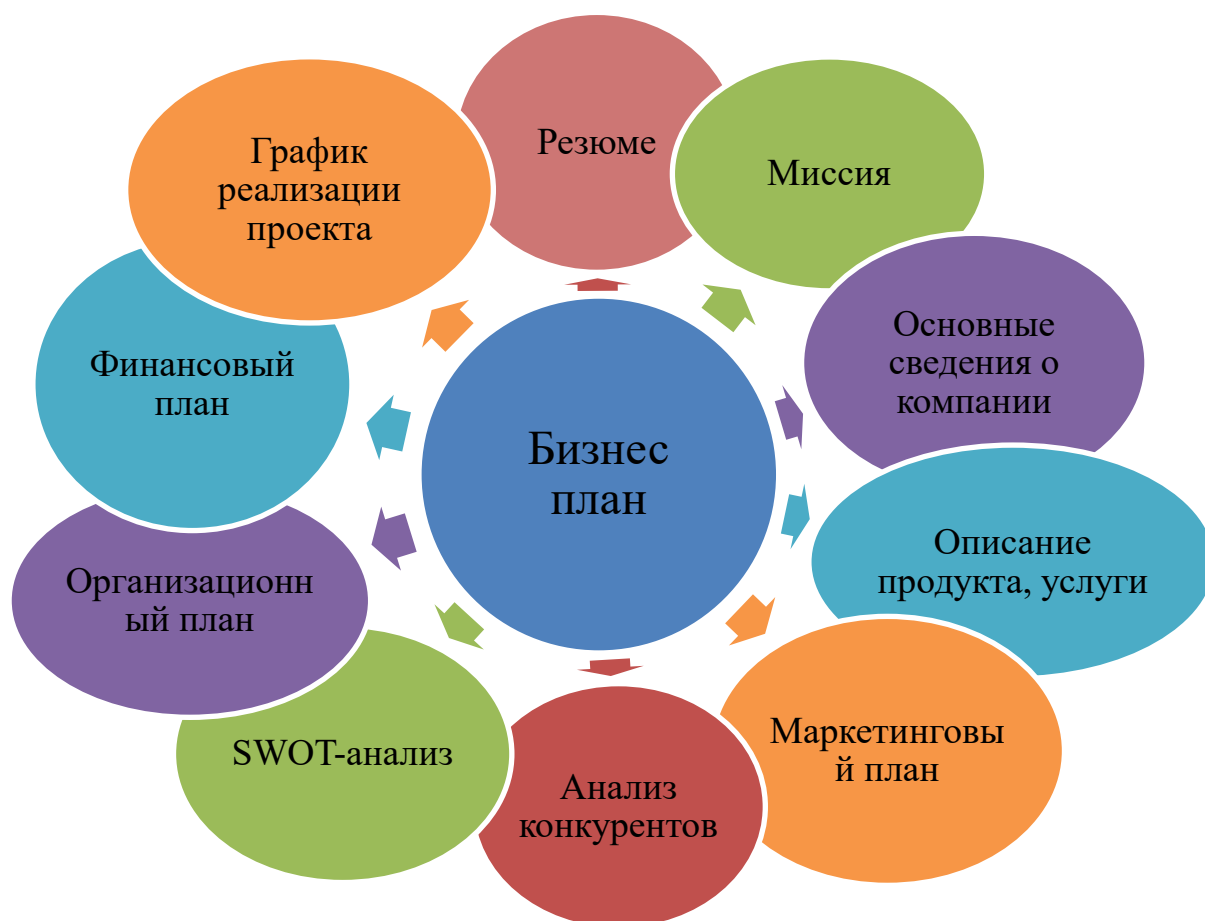 Резюме
Миссия
Основные
сведения о
компании
Описание
продукта, услуги
Маркетинговы
й план
Анализ
конкурентов
SWOT-анализ
Организационн
ый план
Финансовый
план
График
реализации
проекта
Бизнес
план